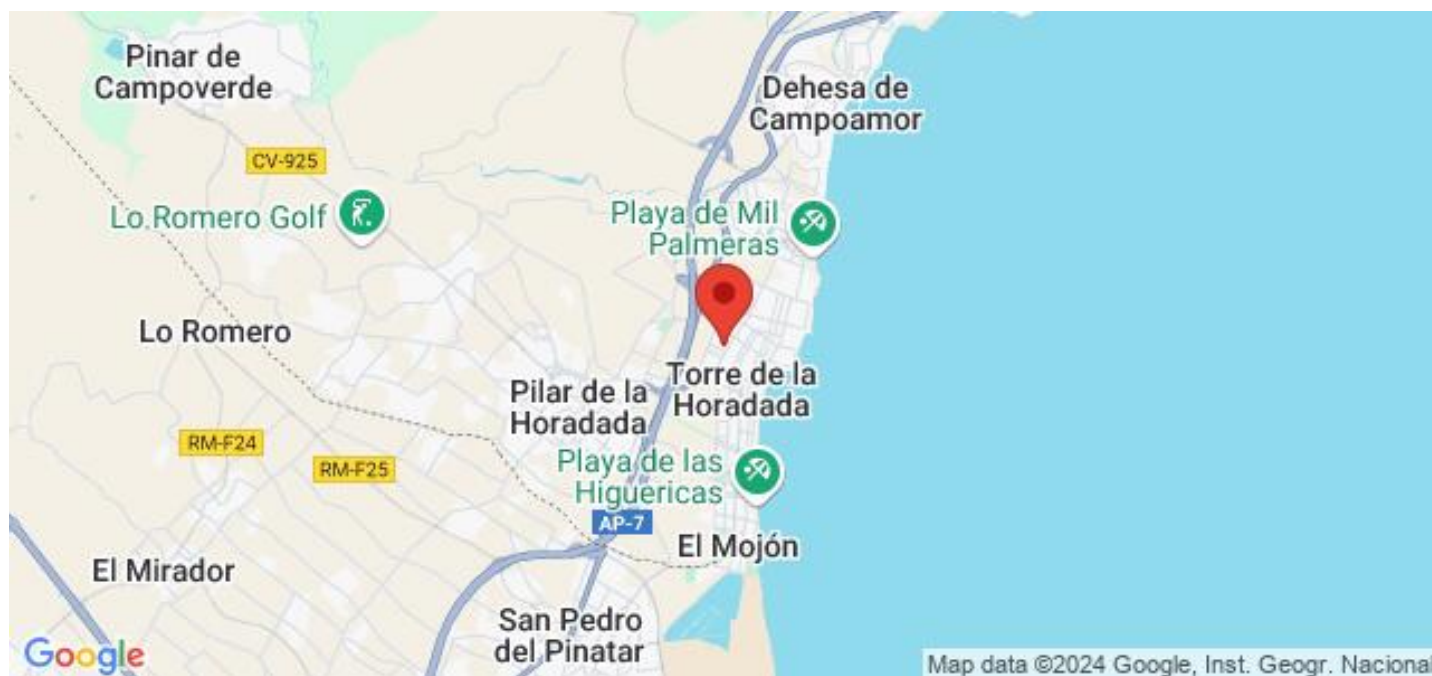 Pinar de
Campoverde
Dehesa de
Campoamor
CV-925
Lo Romero Golf
Playa de Mil
Palmeras
Lo Romero
Torre de la
Horadada
Pilar de la
Horadada
RM-F24
RM-F25
Playa de las
Higuericas
AP-7
El Mojón
El Mirador
San Pedro
del Pinatar
Google
Map data ©2024 Google, Inst. Geogr. Nacional